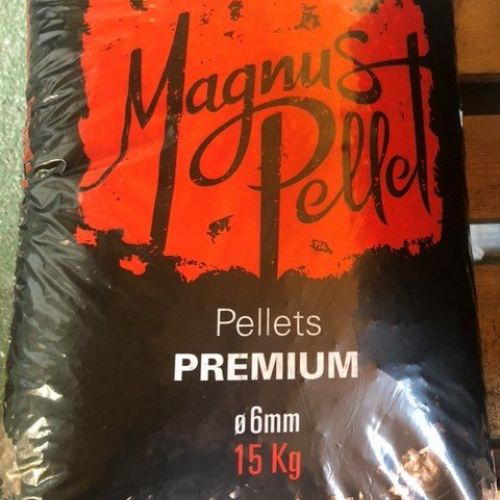 Magnus
Pellet
Pellets
PREMIUM
ø6mm
15 Kg